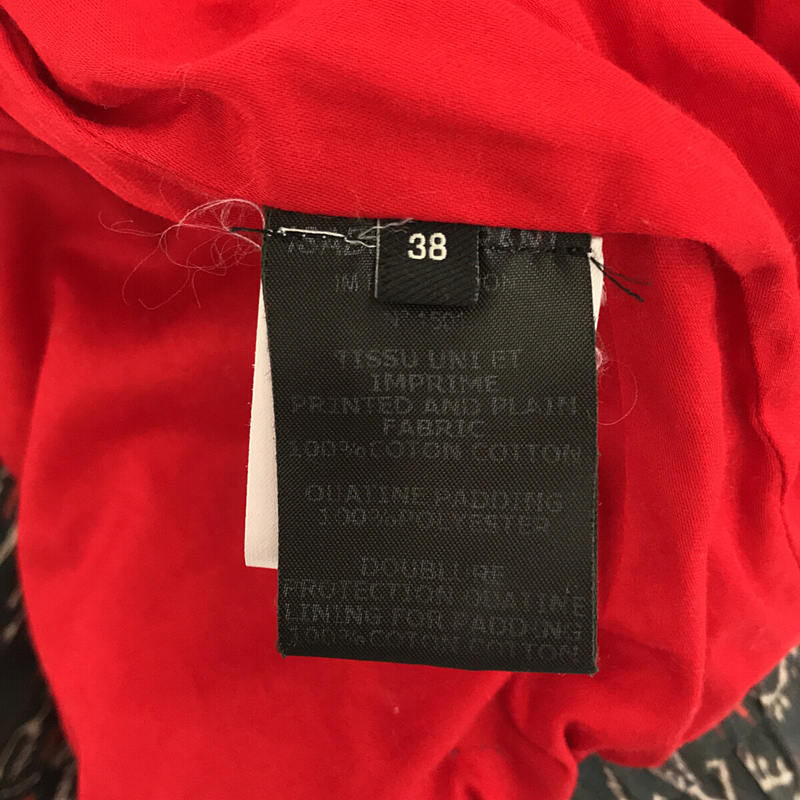 38
TISSU UNI ET
IMPRIME
PRINTED AND PLAIN
FABRIC
100%COTON COTTON
OUATINE PADDING
100%POLYESTER
DOUBLURE
PROTECTION OUATINE
LINING FOR PADDING
100%COTON COTTON